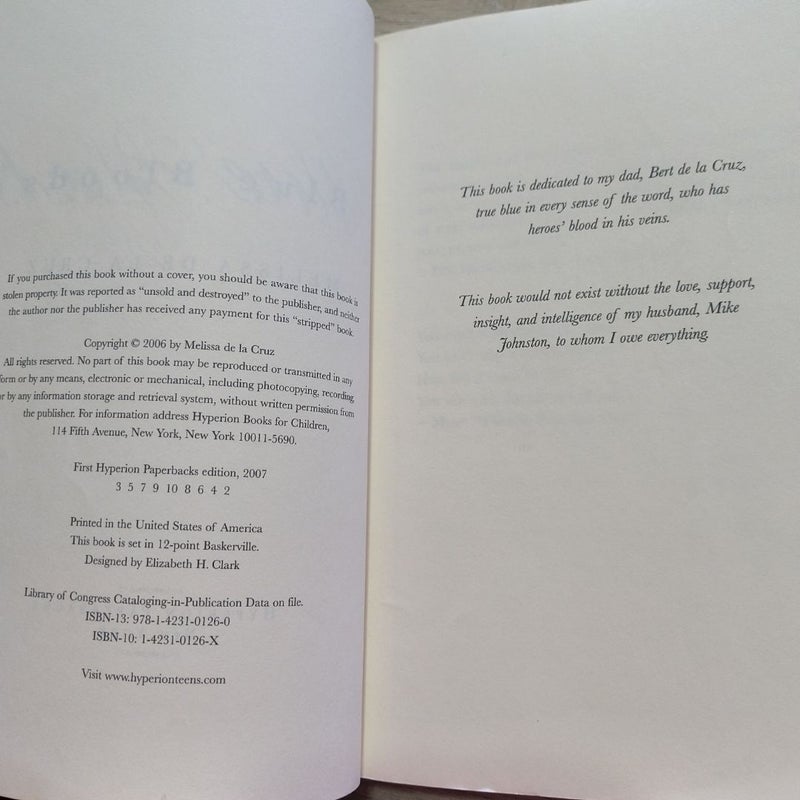 If you purchased this book without a cover, you should be aware that this book is
stolen property. It was reported as “unsold and destroyed” to the publisher, and neither
the author nor the publisher has received any payment for this “stripped” book.
Copyright © 2006 by Melissa de la Cruz
All rights reserved. No part of this book may be reproduced or transmitted in any
form or by any means, electronic or mechanical, including photocopying, recording,
or by any information storage and retrieval system, without written permission from
the publisher. For information address Hyperion Books for Children,
114 Fifth Avenue, New York, New York 10011-5690.
First Hyperion Paperbacks edition, 2007
3 5 7 9 10 8 6 4 2
Printed in the United States of America
This book is set in 12-point Baskerville.
Designed by Elizabeth H. Clark
Library of Congress Cataloging-in-Publication Data on file.
ISBN-13: 978-1-4231-0126-0
ISBN-10: 1-4231-0126-X
Visit www.hyperionteens.com
This book is dedicated to my dad, Bert de la Cruz,
true blue in every sense of the word, who has
heroes’ blood in his veins.
This book would not exist without the love, support,
insight, and intelligence of my husband, Mike
Johnston, to whom I owe everything.